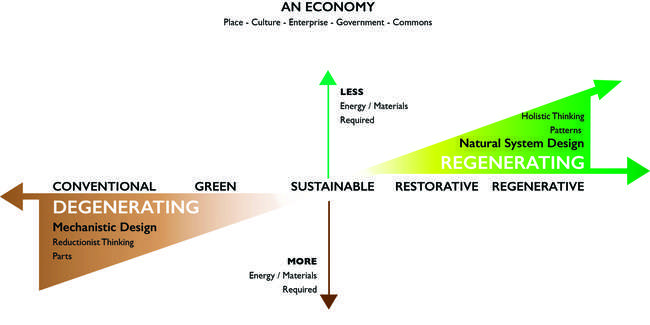 AN ECONOMY
Place - Culture - Enterprise - Government - Commons
LESS
Energy / Materials
Required
Holistic Thinking
Patterns
Natural System Design
REGENERATING
CONVENTIONAL GREEN SUSTAINABLE RESTORATIVE REGENERATIVE
DEGENERATING
Mechanistic Design
Reductionist Thinking
Parts
MORE
Energy / Materials
Required